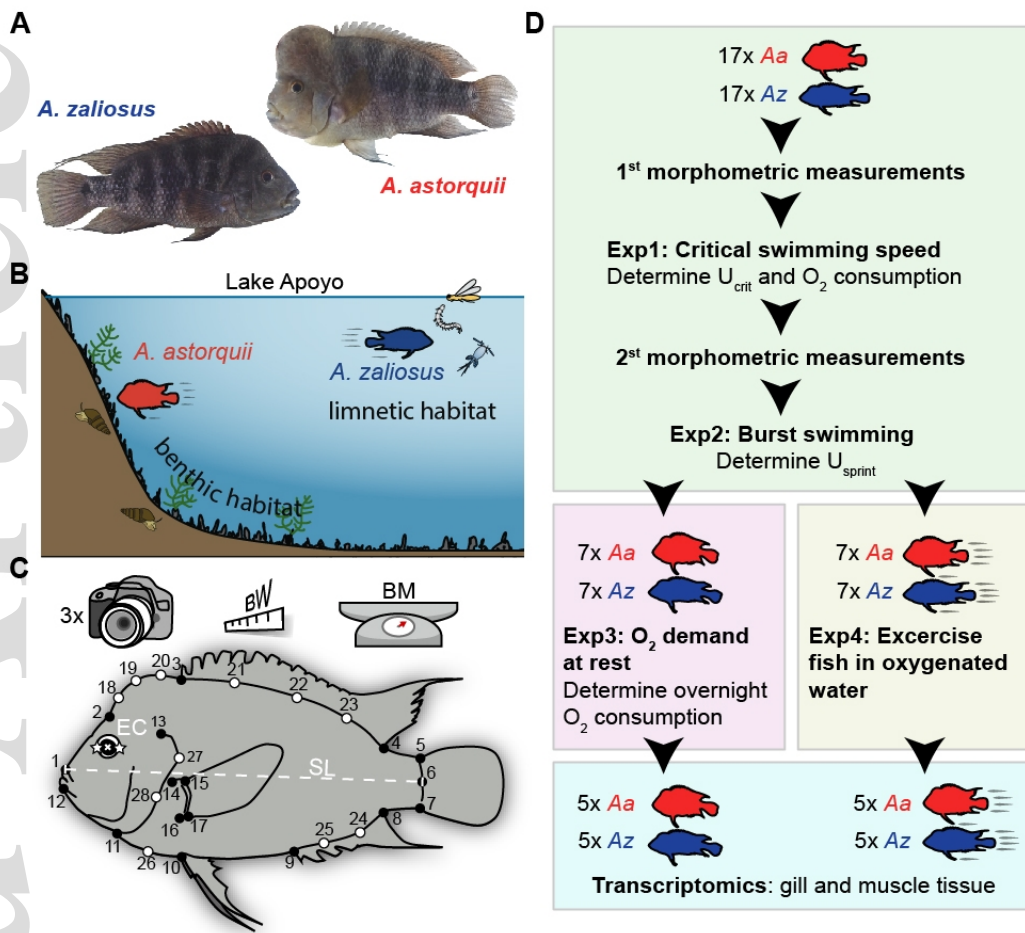 A
A. zaliosus
A. astorquii
B
Lake Apoyo
A. astorquii
A. zaliosus
limnetic habitat
benthic habitat
C
3x
BW
BM
20
3
19
21
18
22
2
23
EC
13
4
5
1
27
SL
6
14
15
12
28
7
16
17
8
24
11
25
26
10
9
D
17x Aa
17x Az
1st morphometric measurements
Exp1: Critical swimming speed
Determine Ucrit and O2 consumption
2st morphometric measurements
Exp2: Burst swimming
Determine Usprint
7x Aa
7x Az
Exp3: O2 demand
at rest
Determine overnight
O2 consumption
7x Aa
7x Az
Exp4: Excercise
fish in oxygenated
water
5x Aa
5x Az
5x Aa
5x Az
Transcriptomics: gill and muscle tissue